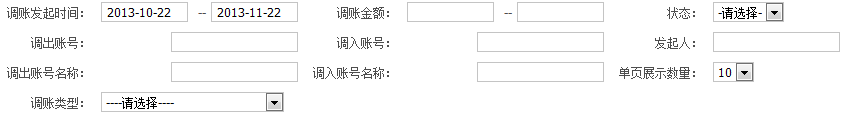 调账发起时间： 2013-10-22 -- 2013-11-22 调账金额： -- 状态： -请选择-
调出账号： 调入账号： 发起人：
调出账号名称： 调入账号名称： 单页展示数量： 10
调账类型： ----请选择----